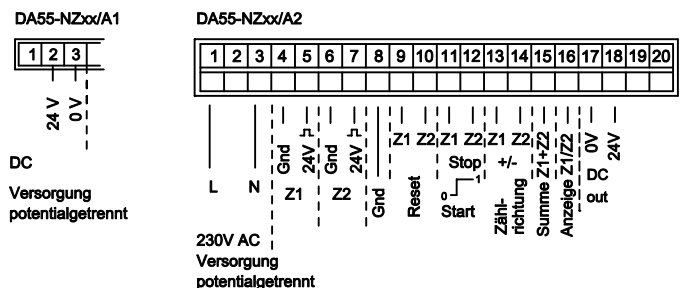 DA55-NZxx/A1
1 2 3
24 V
0 V
DC
Versorgung
potentialgetrennt
DA55-NZxx/A2
1 2 3 4 5 6 7 8 9 10 11 12 13 14 15 16 17 18 19 20
L N
230V AC
Versorgung
potentialgetrennt
Gnd
24V
Z1
Gnd
24V
Z2
Gnd
Z1 Z2
Reset
Z1 Z2
Stop
0 1
Start
Z1 Z2
+/-
Zähl-
richtung
Summe Z1+Z2
Anzeige Z1/Z2
0V
24V
DC
out